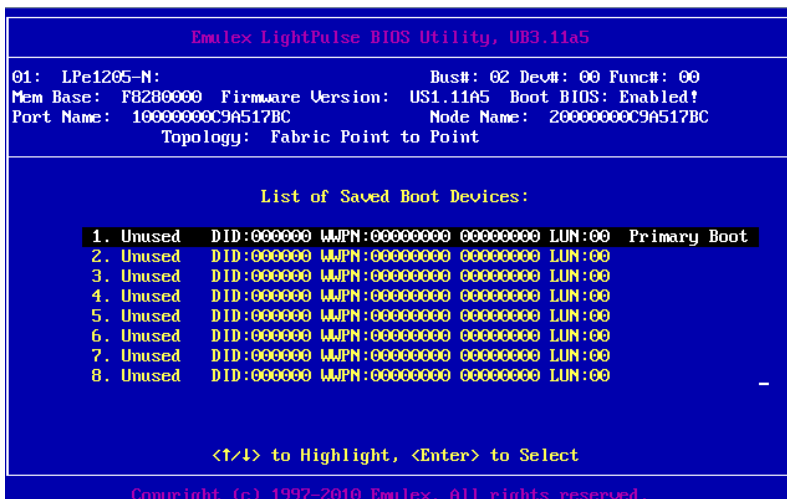 Emulex LightPulse BIOS Utility, UB3.11a5
01: LPe1205-N: Bus#: 02 Dev#: 00 Func#: 00
Mem Base: F8280000 Firmware Version: US1.11A5 Boot BIOS: Enabled!
Port Name: 10000000C9A517BC Node Name: 20000000C9A517BC
Topology: Fabric Point to Point
List of Saved Boot Devices:
1. Unused DID:000000 WWPN:00000000 00000000 LUN:00 Primary Boot
2. Unused DID:000000 WWPN:00000000 00000000 LUN:00
3. Unused DID:000000 WWPN:00000000 00000000 LUN:00
4. Unused DID:000000 WWPN:00000000 00000000 LUN:00
5. Unused DID:000000 WWPN:00000000 00000000 LUN:00
6. Unused DID:000000 WWPN:00000000 00000000 LUN:00
7. Unused DID:000000 WWPN:00000000 00000000 LUN:00
8. Unused DID:000000 WWPN:00000000 00000000 LUN:00
<↑/↓> to Highlight, <Enter> to Select
Copyright (c) 1997-2010 Emulex. All rights reserved